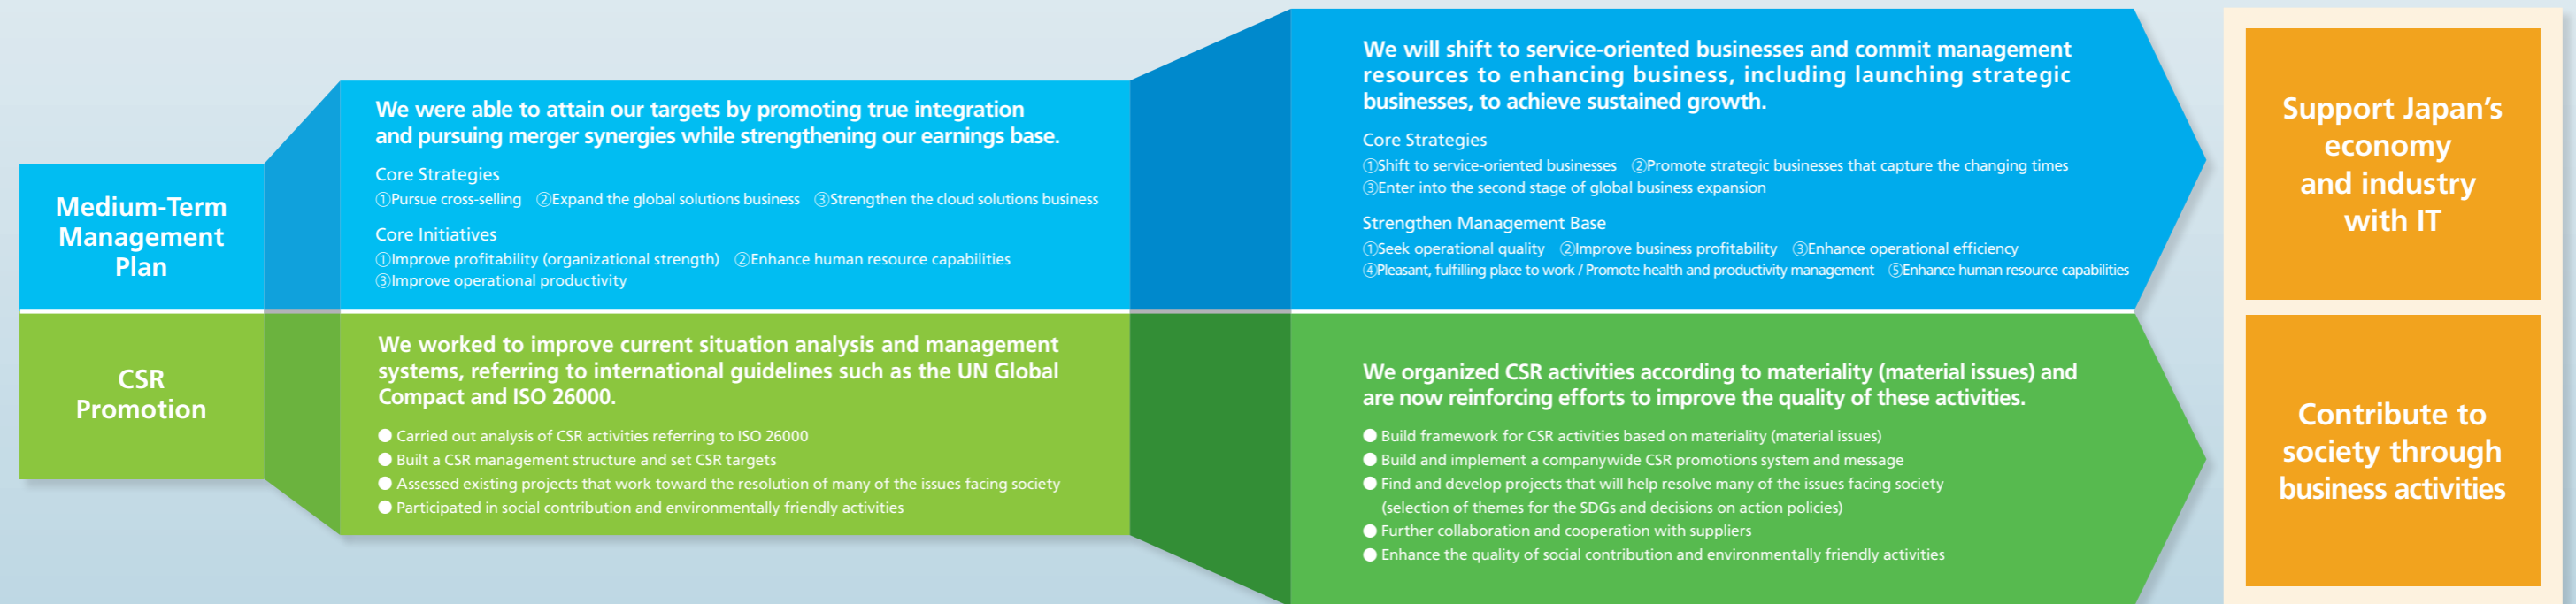 Medium-Term
Management
Plan
We were able to attain our targets by promoting true integration
and pursuing merger synergies while strengthening our earnings base.
Core Strategies
①Pursue cross-selling ②Expand the global solutions business ③Strengthen the cloud solutions business
Core Initiatives
①Improve profitability (organizational strength) ②Enhance human resource capabilities
③Improve operational productivity
We will shift to service-oriented businesses and commit management
resources to enhancing business, including launching strategic
businesses, to achieve sustained growth.
Core Strategies
①Shift to service-oriented businesses ②Promote strategic businesses that capture the changing times
③Enter into the second stage of global business expansion
Strengthen Management Base
①Seek operational quality ②Improve business profitability ③Enhance operational efficiency
④Pleasant, fulfilling place to work / Promote health and productivity management ⑤Enhance human resource capabilities
Support Japan's
economy
and industry
with IT
CSR
Promotion
We worked to improve current situation analysis and management
systems, referring to international guidelines such as the UN Global
Compact and ISO 26000.
● Carried out analysis of CSR activities referring to ISO 26000
● Built a CSR management structure and set CSR targets
● Assessed existing projects that work toward the resolution of many of the issues facing society
● Participated in social contribution and environmentally friendly activities
We organized CSR activities according to materiality (material issues) and
are now reinforcing efforts to improve the quality of these activities.
● Build framework for CSR activities based on materiality (material issues)
● Build and implement a companywide CSR promotions system and message
● Find and develop projects that will help resolve many of the issues facing society
(selection of themes for the SDGs and decisions on action policies)
● Further collaboration and cooperation with suppliers
● Enhance the quality of social contribution and environmentally friendly activities
Contribute to
society through
business activities